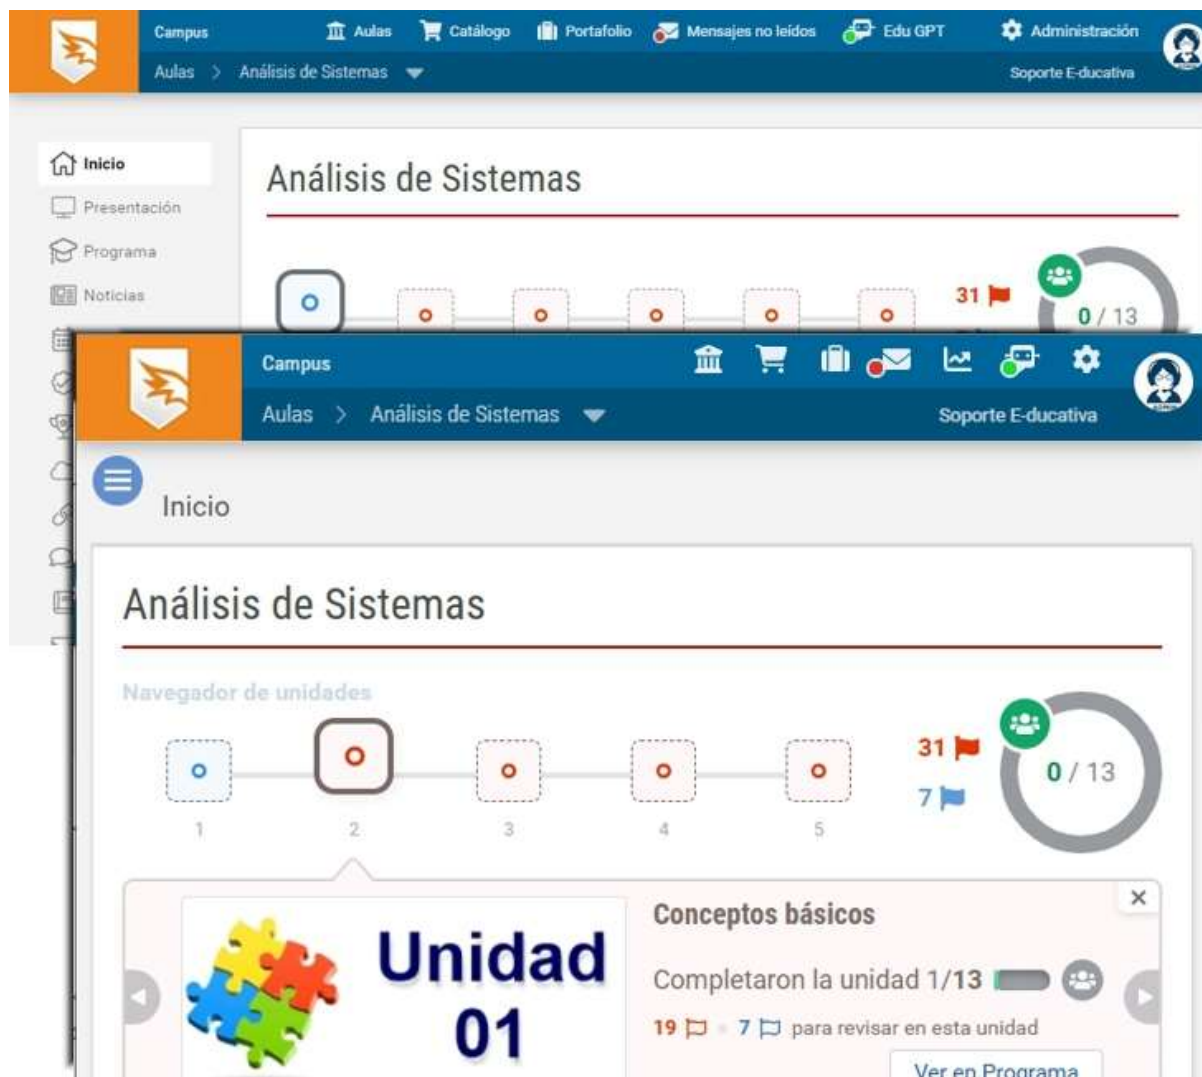 Campus
Aulas
Catálogo
Portafolio
Mensajes no leídos
Edu GPT
Administración
Aulas > Análisis de Sistemas
Soporte E-ducativa
Inicio
Presentación
Programa
Noticias
Análisis de Sistemas
31
0 / 13
Campus
Aulas > Análisis de Sistemas
Soporte E-ducativa
Inicio
Análisis de Sistemas
Navegador de unidades
31
7
0 / 13
1 2 3 4 5
Unidad
01
Conceptos básicos
Completaron la unidad 1/13
19 7 para revisar en esta unidad
Ver en Programa